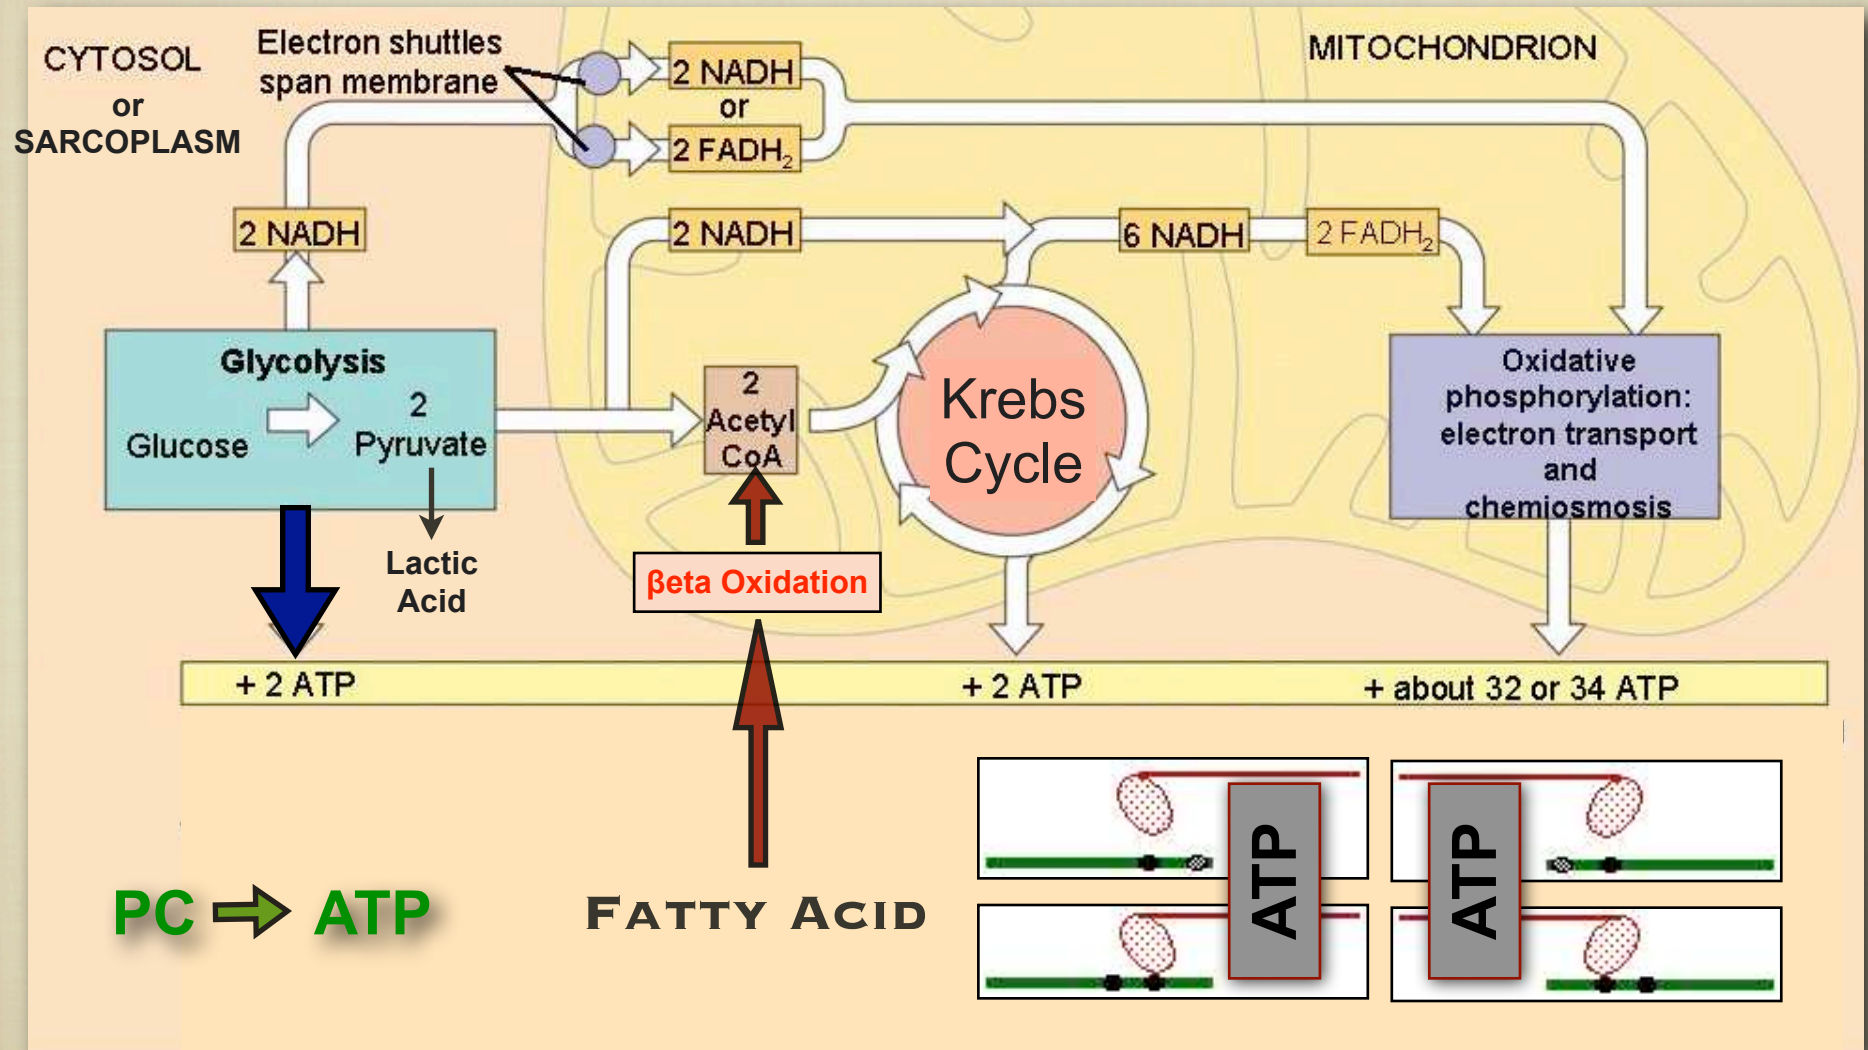 CYTOSOL
or
SARCOPLASM
Electron shuttles
span membrane
2 NADH
or
2 FADH₂
MITOCHONDRION
2 NADH
2 NADH
6 NADH
2 FADH₂
Glycolysis
Glucose
2
Pyruvate
2
Acetyl
CoA
Krebs
Cycle
Oxidative
phosphorylation:
electron transport
and
chemiosmosis
Lactic
Acid
βeta Oxidation
+ 2 ATP
+ 2 ATP
+ about 32 or 34 ATP
PC
ATP
FATTY ACID
ATP
ATP